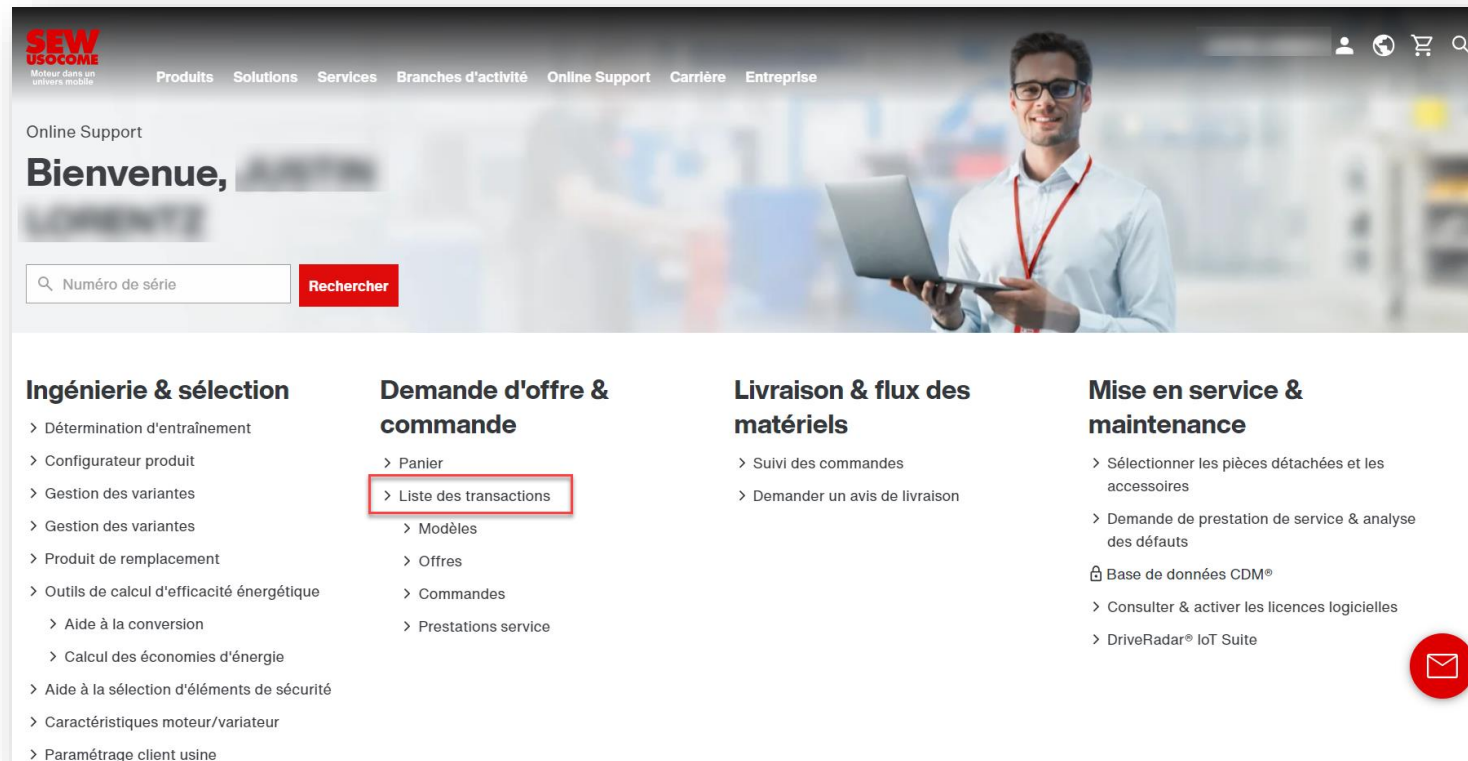 SEW
USOCOME
Moteur dans un
univers mobile
Produits Solutions Services Branches d'activité Online Support Carrière Entreprise
Online Support
Bienvenue,
Numéro de série
Rechercher
Ingénierie & sélection
> Détermination d'entraînement
> Configurateur produit
> Gestion des variantes
> Gestion des variantes
> Produit de remplacement
> Outils de calcul d'efficacité énergétique
> Aide à la conversion
> Calcul des économies d'énergie
> Aide à la sélection d'éléments de sécurité
> Caractéristiques moteur/variateur
> Paramétrage client usine
Demande d'offre &
commande
> Panier
> Liste des transactions
> Modèles
> Offres
> Commandes
> Prestations service
Livraison & flux des
matériels
> Suivi des commandes
> Demander un avis de livraison
Mise en service &
maintenance
> Sélectionner les pièces détachées et les
accessoires
> Demande de prestation de service & analyse
des défauts
Base de données CDM®
> Consulter & activer les licences logicielles
> DriveRadar® IoT Suite